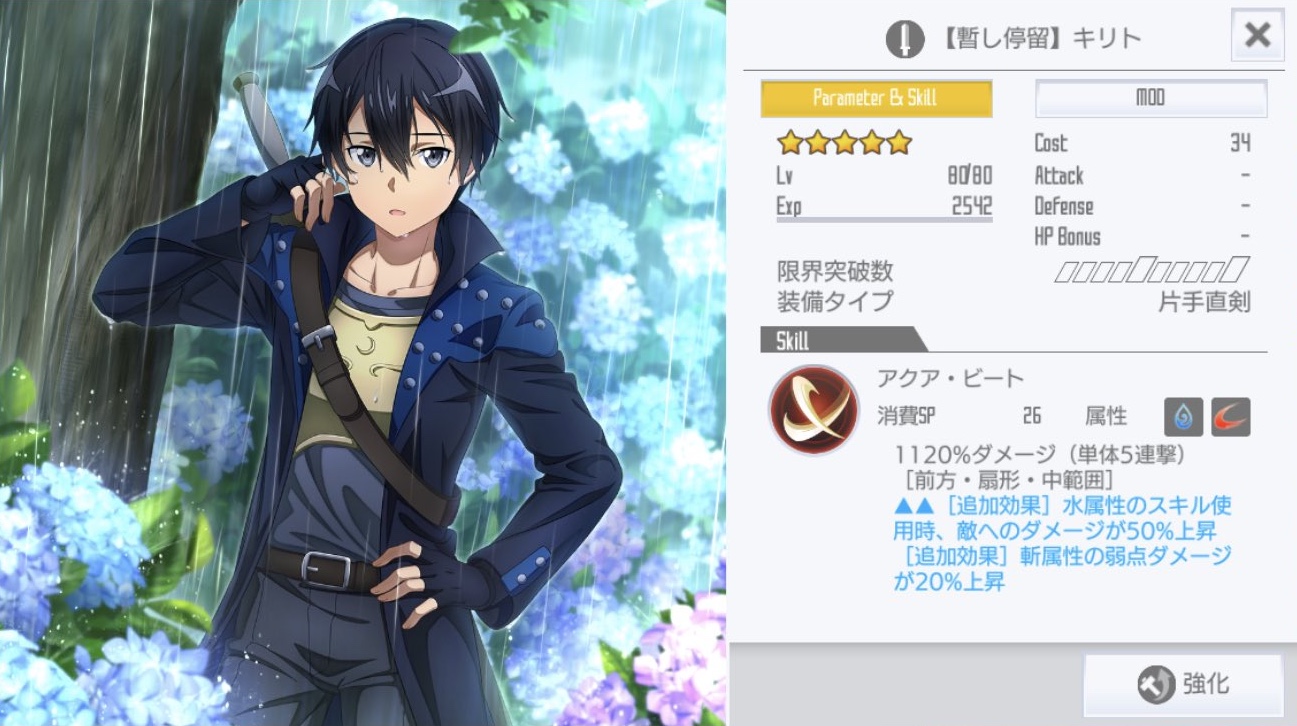 【暫し停留】キリト
Parameter & Skill
MOD
Lv 80/80
Exp 2542
Cost 34
Attack -
Defense -
HP Bonus -
限界突破数
装備タイプ 片手直剣
Skill
アクア・ビート
消費SP 26 属性
1120%ダメージ（単体5連撃）
［前方・扇形・中範囲］
▲▲［追加効果］水属性のスキル使
用時、敵へのダメージが50%上昇
［追加効果］斬属性の弱点ダメージ
が20%上昇
強化